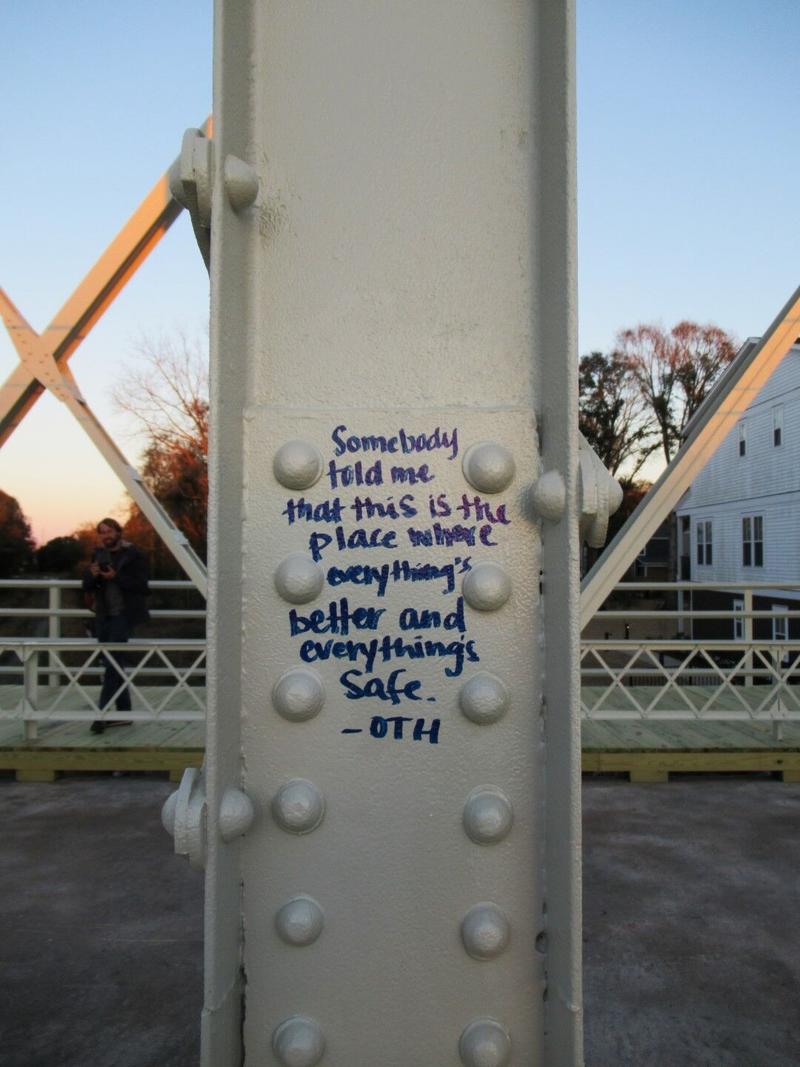 Somebody
told me
that this is the
place where
everything's
better and
everything's
safe.
-OTH